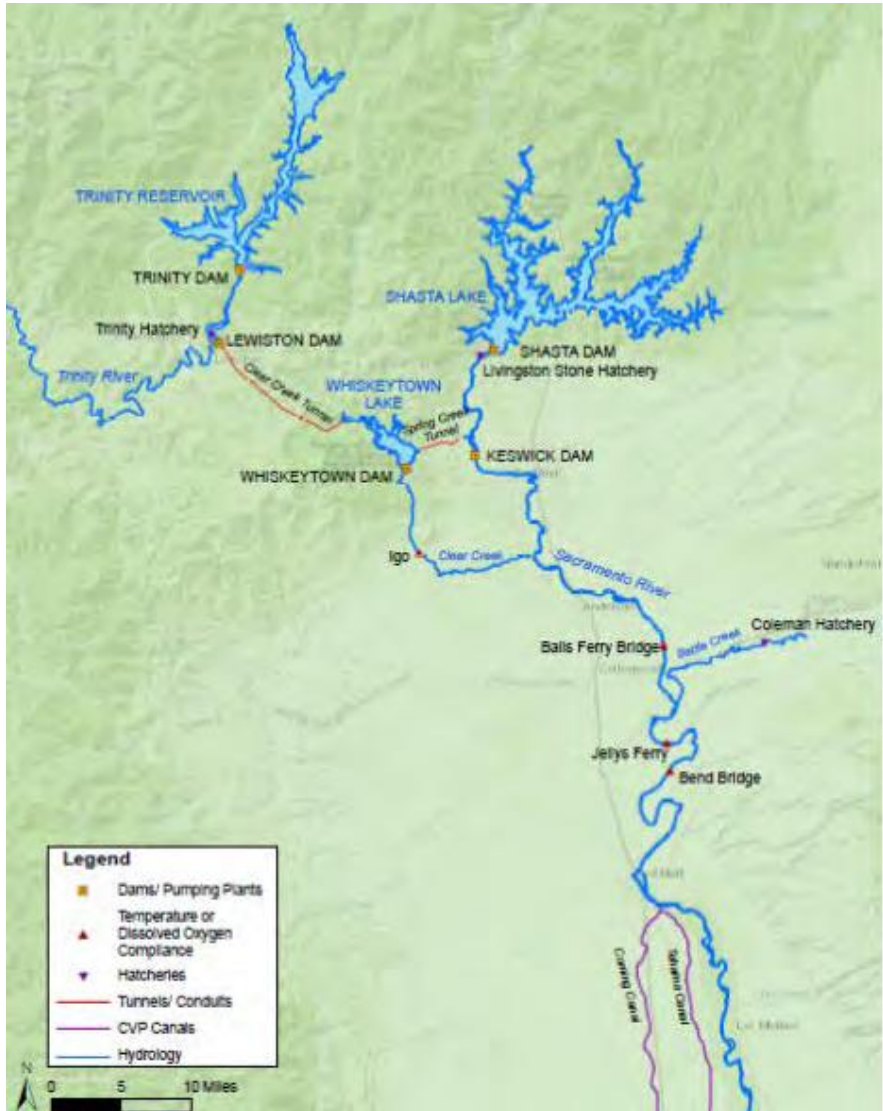 TRINITY RESERVOIR
TRINITY DAM
SHASTA LAKE
Trinity Hatchery
LEWISTON DAM
SHASTA DAM
Livingston Stone Hatchery
Trinity River
Clear Creek Tunnel
WHISKEYTOWN
LAKE
Spring Creek
Tunnel
KESWICK DAM
WHISKEYTOWN DAM
Igo
Clear Creek
Sacramento River
Anderson
Coleman Hatchery
Balls Ferry Bridge
Battle Creek
Cottonwood
Jellys Ferry
Bend Bridge
Corning Canal
Tehama Canal
Legend
Dams/ Pumping Plants
Temperature or
Dissolved Oxygen
Compliance
Hatcheries
Tunnels/ Conduits
CVP Canals
Hydrology
N
0 5 10 Miles